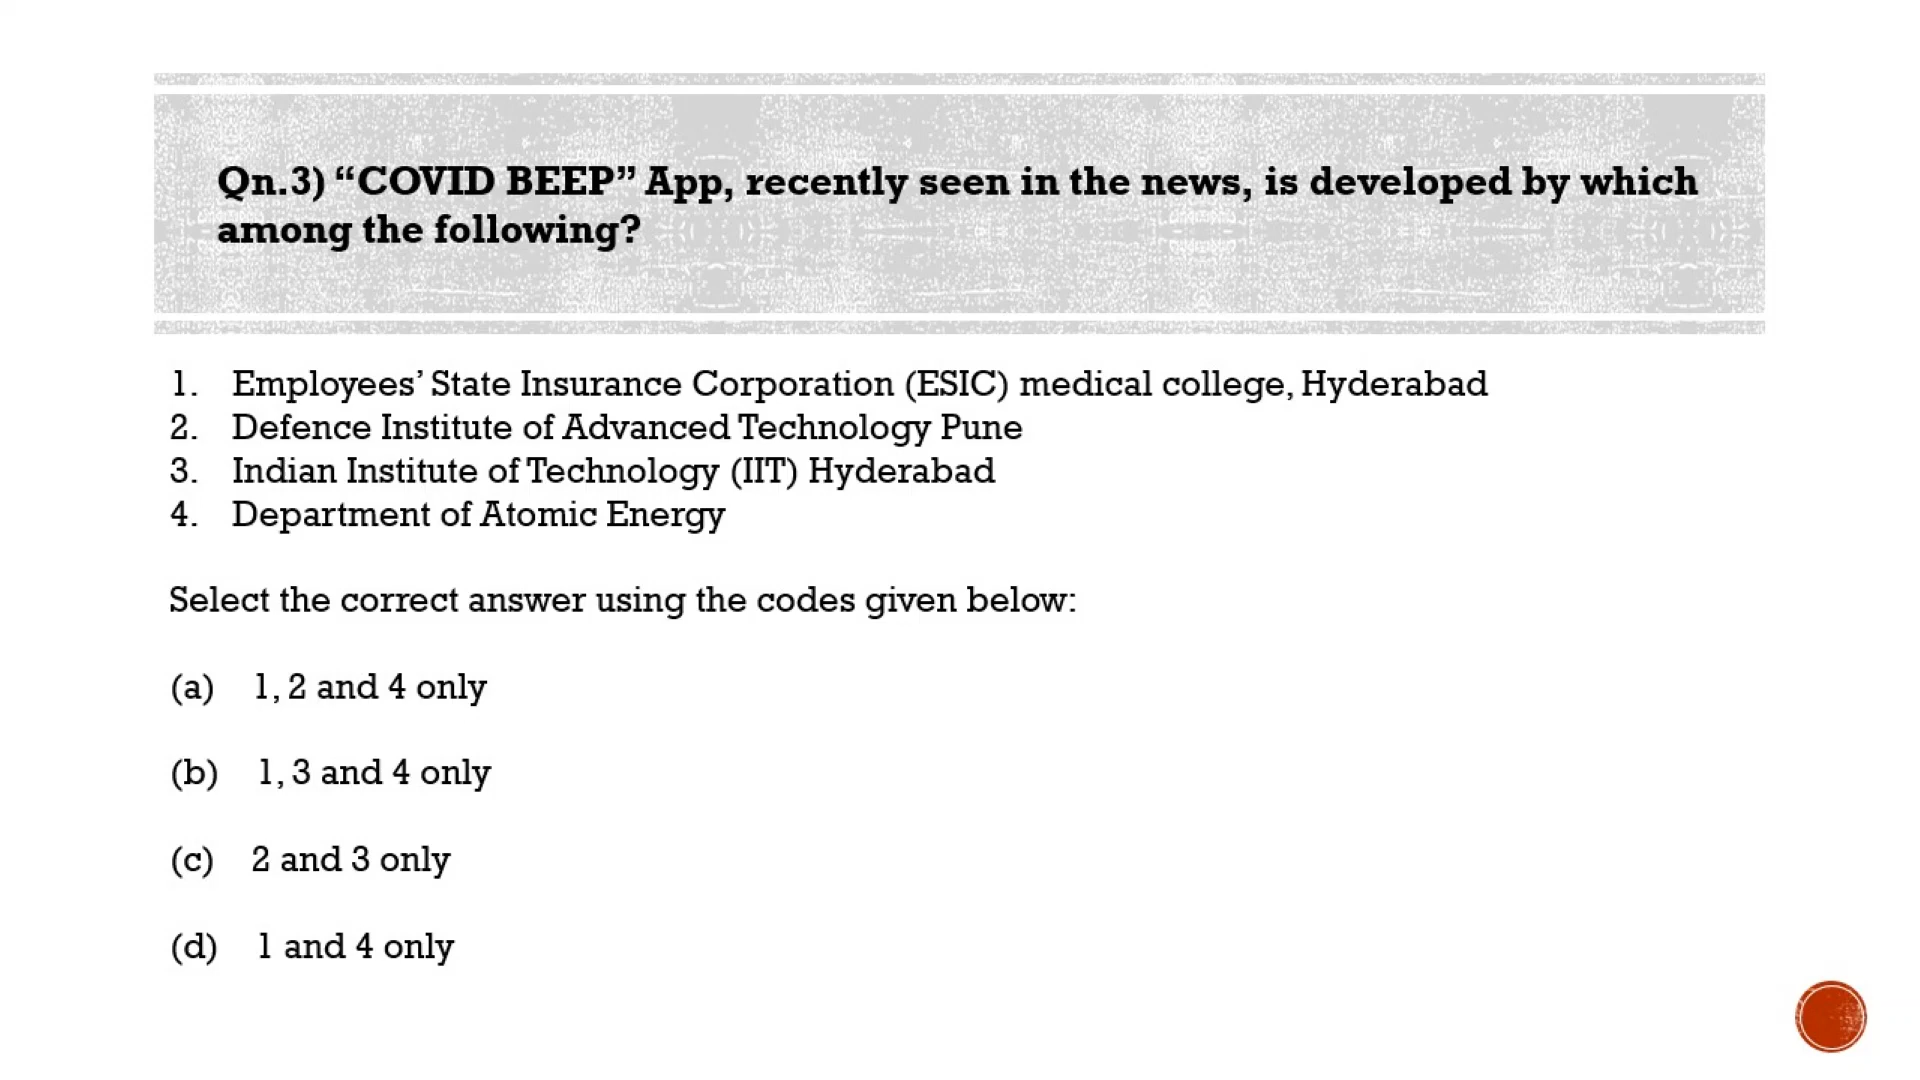 Qn.3) “COVID BEEP” App, recently seen in the news, is developed by which
among the following?
1. Employees’ State Insurance Corporation (ESIC) medical college, Hyderabad
2. Defence Institute of Advanced Technology Pune
3. Indian Institute of Technology (IIT) Hyderabad
4. Department of Atomic Energy
Select the correct answer using the codes given below:
(a) 1, 2 and 4 only
(b) 1, 3 and 4 only
(c) 2 and 3 only
(d) 1 and 4 only